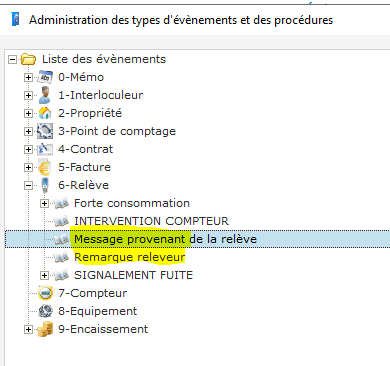 Administration des types d'évènements et des procédures
Liste des évènements
0-Mémo
1-Interloculeur
2-Propriété
3-Point de comptage
4-Contrat
5-Facture
6-Relève
Forte consommation
INTERVENTION COMPTEUR
Message provenant de la relève
Remarque releveur
SIGNALEMENT FUITE
7-Compteur
8-Equipement
9-Encaissement